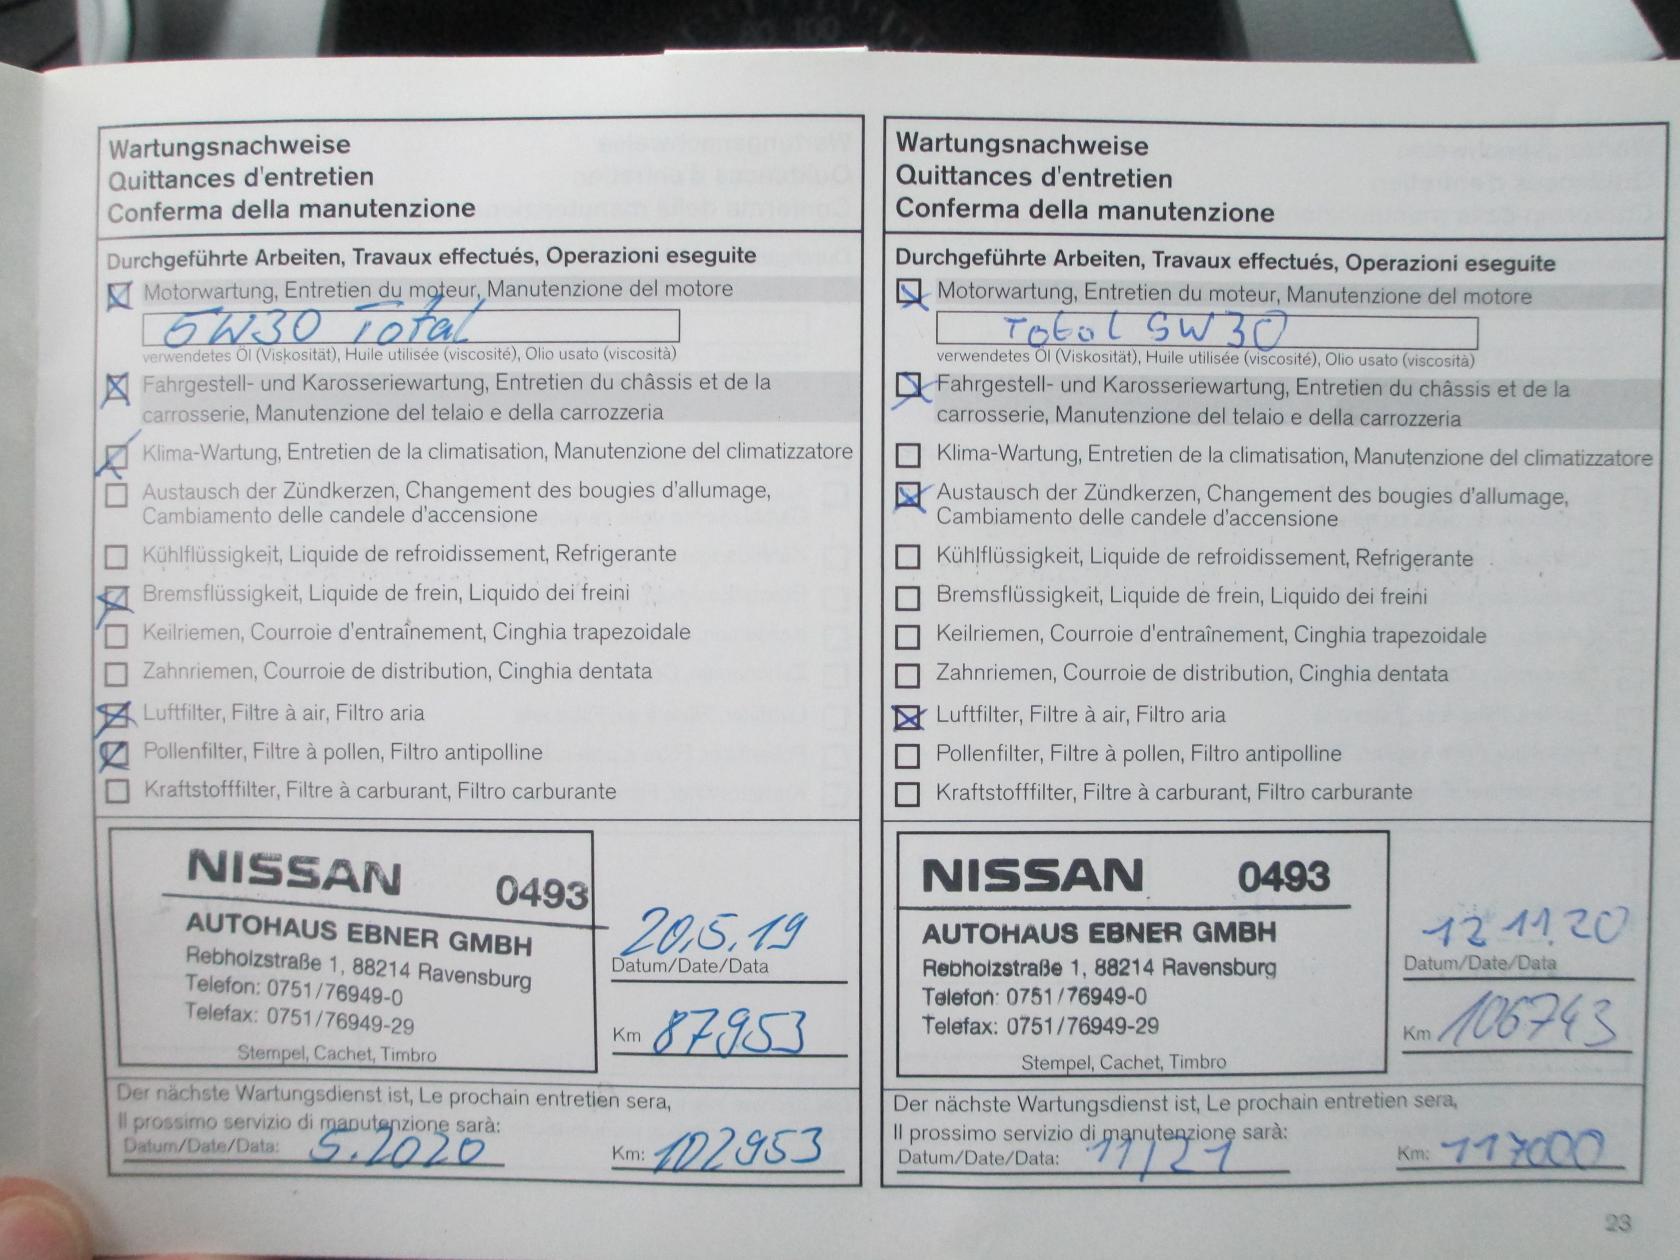 Wartungsnachweise
Quittances d'entretien
Conferma della manutenzione
Durchgeführte Arbeiten, Travaux effectués, Operazioni eseguite
Motorwartung, Entretien du moteur, Manutenzione del motore
5W30 Total
verwendetes Öl (Viskosität), Huile utilisée (viscosité), Olio usato (viscosità)
Fahrgestell- und Karosseriewartung, Entretien du châssis et de la
carrosserie, Manutenzione del telaio e della carrozzeria
Klima-Wartung, Entretien de la climatisation, Manutenzione del climatizzatore
Austausch der Zündkerzen, Changement des bougies d'allumage,
Cambiamento delle candele d'accensione
Kühlflüssigkeit, Liquide de refroidissement, Refrigerante
Bremsflüssigkeit, Liquide de frein, Liquido dei freini
Keilriemen, Courroie d'entraînement, Cinghia trapezoidale
Zahnriemen, Courroie de distribution, Cinghia dentata
Luftfilter, Filtre à air, Filtro aria
Pollenfilter, Filtre à pollen, Filtro antipolline
Kraftstofffilter, Filtre à carburant, Filtro carburante
NISSAN 0493
AUTOHAUS EBNER GMBH
Rebholzstraße 1, 88214 Ravensburg
Telefon: 0751/76949-0
Telefax: 0751/76949-29
Stempel, Cachet, Timbro
20.5.19
Datum/Date/Data
Km 87953
Der nächste Wartungsdienst ist, Le prochain entretien sera,
Il prossimo servizio di manutenzione sarà:
Datum/Date/Data: 5.2020 Km: 102953
Wartungsnachweise
Quittances d'entretien
Conferma della manutenzione
Durchgeführte Arbeiten, Travaux effectués, Operazioni eseguite
Motorwartung, Entretien du moteur, Manutenzione del motore
Total 5W30
verwendetes Öl (Viskosität), Huile utilisée (viscosité), Olio usato (viscosità)
Fahrgestell- und Karosseriewartung, Entretien du châssis et de la
carrosserie, Manutenzione del telaio e della carrozzeria
Klima-Wartung, Entretien de la climatisation, Manutenzione del climatizzatore
Austausch der Zündkerzen, Changement des bougies d'allumage,
Cambiamento delle candele d'accensione
Kühlflüssigkeit, Liquide de refroidissement, Refrigerante
Bremsflüssigkeit, Liquide de frein, Liquido dei freini
Keilriemen, Courroie d'entraînement, Cinghia trapezoidale
Zahnriemen, Courroie de distribution, Cinghia dentata
Luftfilter, Filtre à air, Filtro aria
Pollenfilter, Filtre à pollen, Filtro antipolline
Kraftstofffilter, Filtre à carburant, Filtro carburante
NISSAN 0493
AUTOHAUS EBNER GMBH
Rebholzstraße 1, 88214 Ravensburg
Telefon: 0751/76949-0
Telefax: 0751/76949-29
Stempel, Cachet, Timbro
12.11.20
Datum/Date/Data
Km 106743
Der nächste Wartungsdienst ist, Le prochain entretien sera,
Il prossimo servizio di manutenzione sarà:
Datum/Date/Data: 11/21 Km: 117000
23